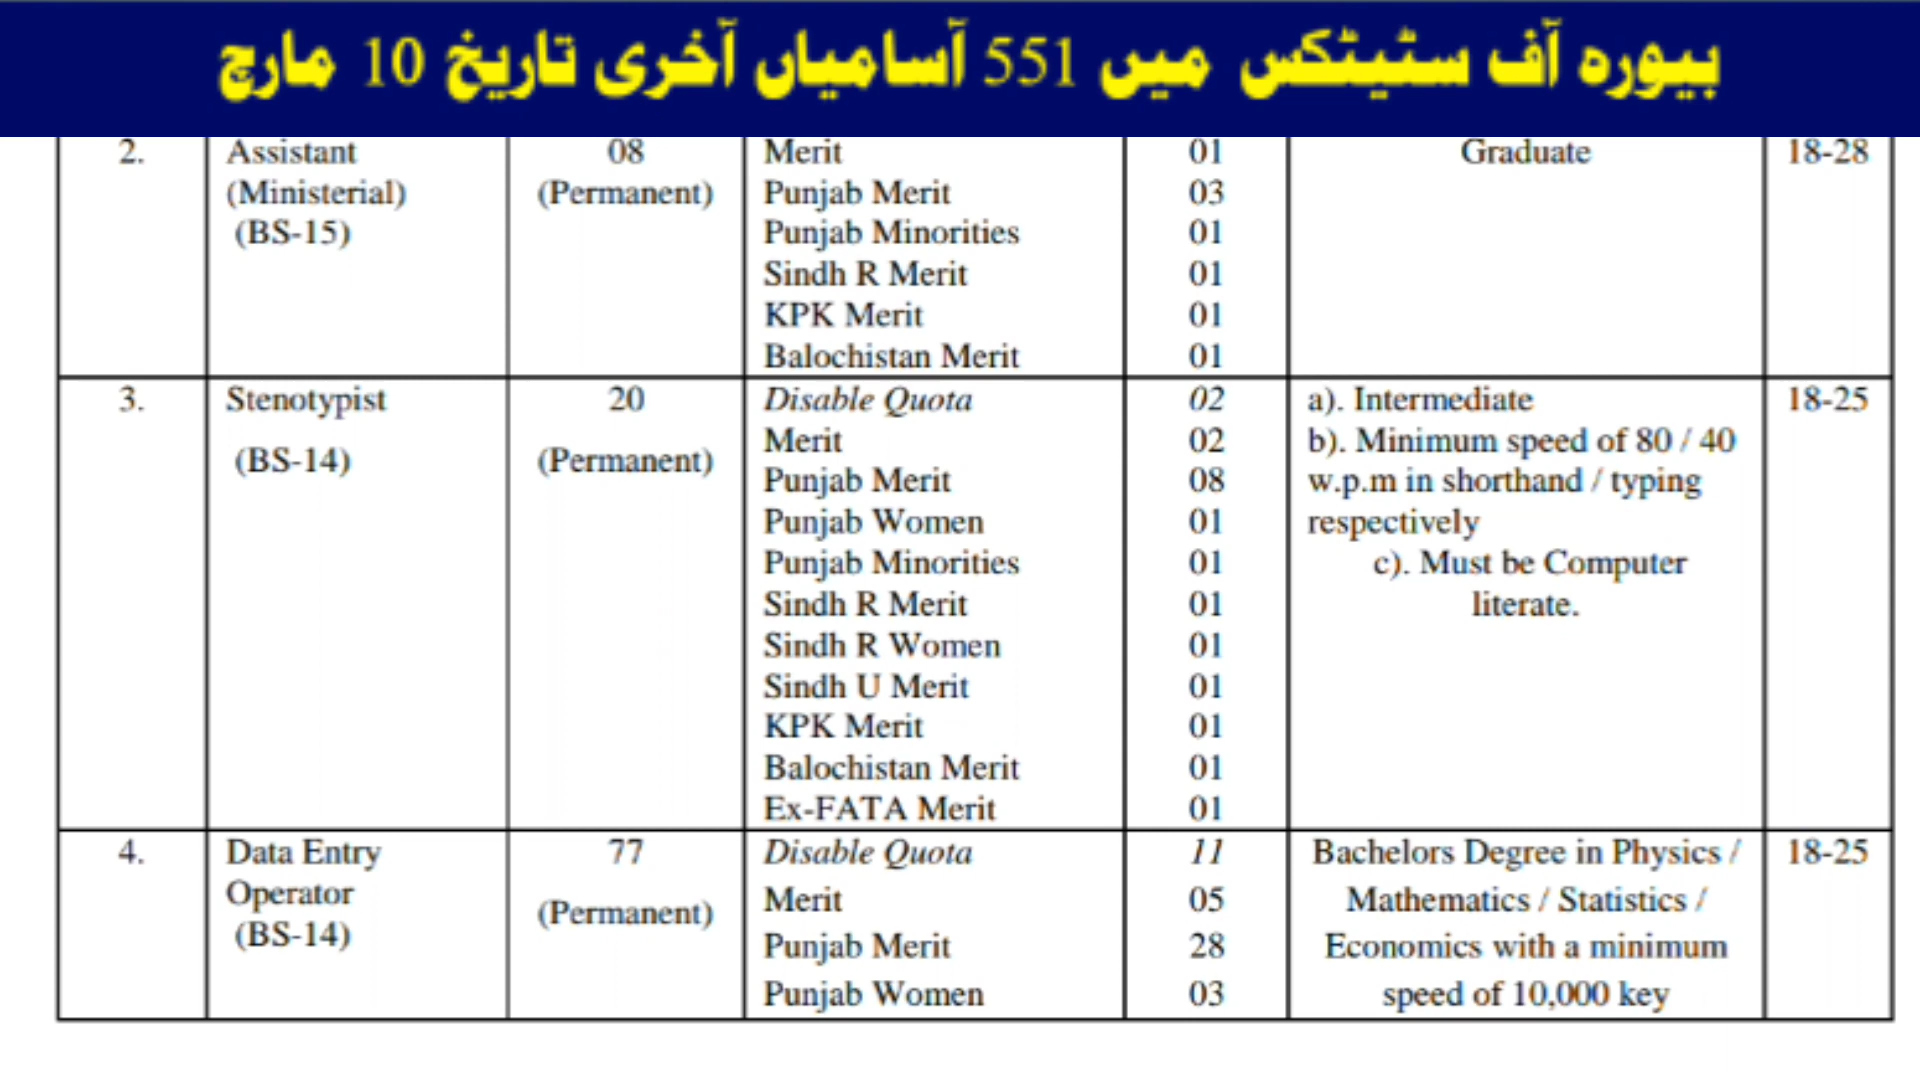 بیورہ آف سٹیٹکس میں 551 آسامیاں آخری تاریخ 10 مارچ
2. Assistant (Ministerial) (BS-15)
08 (Permanent)
Merit 01
Punjab Merit 03
Punjab Minorities 01
Sindh R Merit 01
KPK Merit 01
Balochistan Merit 01
Graduate
18-28
3. Stenotypist (BS-14)
20 (Permanent)
Disable Quota 02
Merit 02
Punjab Merit 08
Punjab Women 01
Punjab Minorities 01
Sindh R Merit 01
Sindh R Women 01
Sindh U Merit 01
KPK Merit 01
Balochistan Merit 01
Ex-FATA Merit 01
a). Intermediate
b). Minimum speed of 80 / 40
w.p.m in shorthand / typing
respectively
c). Must be Computer
literate.
18-25
4. Data Entry Operator (BS-14)
77 (Permanent)
Disable Quota 11
Merit 05
Punjab Merit 28
Punjab Women 03
Bachelors Degree in Physics /
Mathematics / Statistics /
Economics with a minimum
speed of 10,000 key
18-25